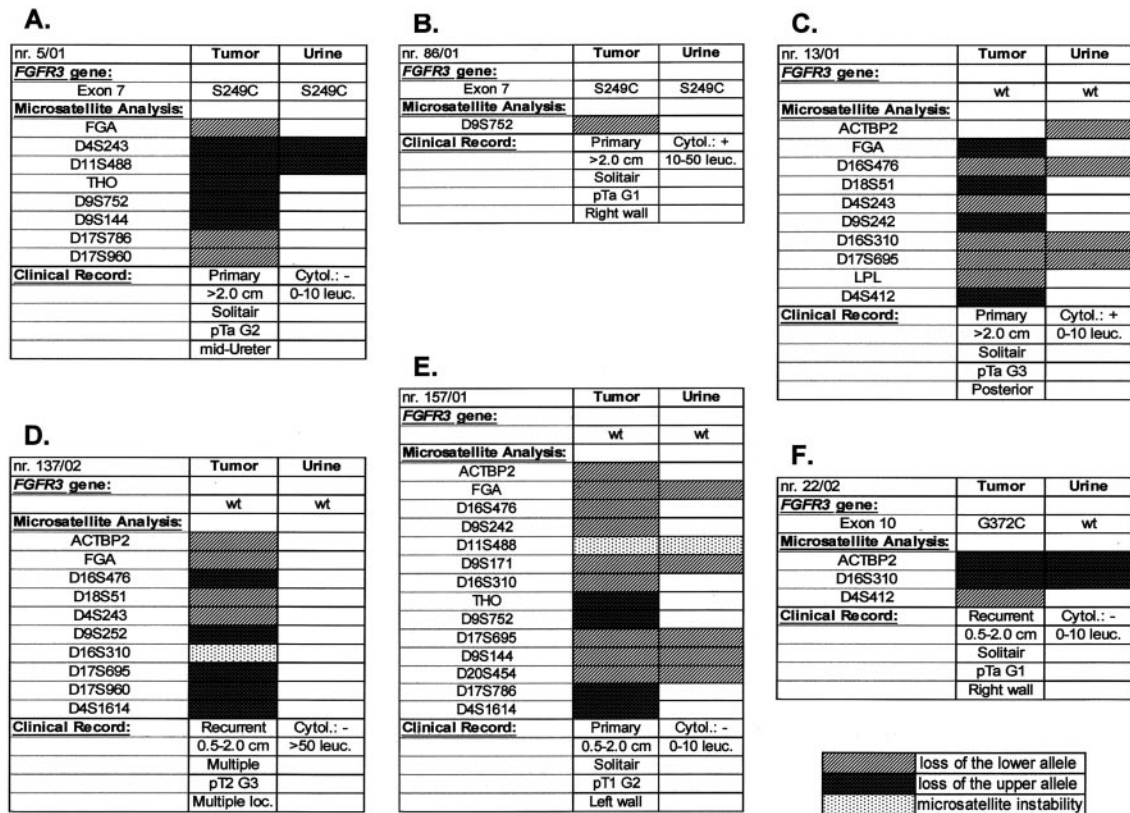 A.
nr. 5/01 Tumor Urine
FGFR3 gene:
Exon 7 S249C S249C
Microsatellite Analysis:
FGA
D4S243
D11S488
THO
D9S752
D9S144
D17S786
D17S960
Clinical Record: Primary Cytol.: -
>2.0 cm 0-10 leuc.
Solitair
pTa G2
mid-Ureter
B.
nr. 86/01 Tumor Urine
FGFR3 gene:
Exon 7 S249C S249C
Microsatellite Analysis:
D9S752
Clinical Record: Primary Cytol.: +
>2.0 cm 10-50 leuc.
Solitair
pTa G1
Right wall
C.
nr. 13/01 Tumor Urine
FGFR3 gene:
wt wt
Microsatellite Analysis:
ACTBP2
FGA
D16S476
D18S51
D4S243
D9S242
D16S310
D17S695
LPL
D4S412
Clinical Record: Primary Cytol.: +
>2.0 cm 0-10 leuc.
Solitair
pTa G3
Posterior
D.
nr. 137/02 Tumor Urine
FGFR3 gene:
wt wt
Microsatellite Analysis:
ACTBP2
FGA
D16S476
D18S51
D4S243
D9S252
D16S310
D17S695
D17S960
D4S1614
Clinical Record: Recurrent Cytol.: -
0.5-2.0 cm >50 leuc.
Multiple
pT2 G3
Multiple loc.
E.
nr. 157/01 Tumor Urine
FGFR3 gene:
wt wt
Microsatellite Analysis:
ACTBP2
FGA
D16S476
D9S242
D11S488
D9S171
D16S310
THO
D9S752
D17S695
D9S144
D20S454
D17S786
D4S1614
Clinical Record: Primary Cytol.: -
0.5-2.0 cm 0-10 leuc.
Solitair
pT1 G2
Left wall
F.
nr. 22/02 Tumor Urine
FGFR3 gene:
Exon 10 G372C wt
Microsatellite Analysis:
ACTBP2
D16S310
D4S412
Clinical Record: Recurrent Cytol.: -
0.5-2.0 cm 0-10 leuc.
Solitair
pTa G1
Right wall
loss of the lower allele
loss of the upper allele
microsatellite instability